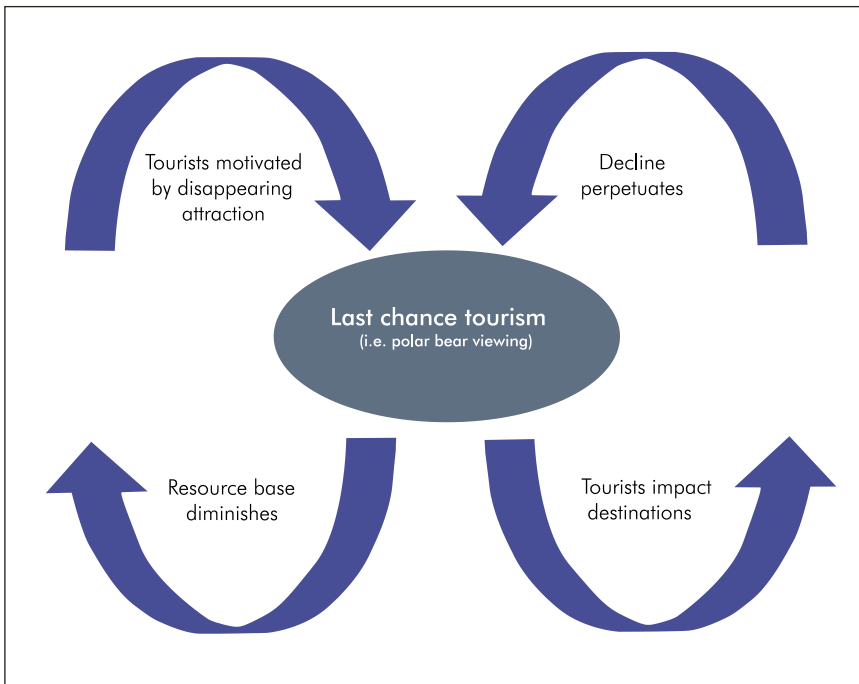 Tourists motivated
by disappearing
attraction
Decline
perpetuates
Last chance tourism
(i.e. polar bear viewing)
Resource base
diminishes
Tourists impact
destinations